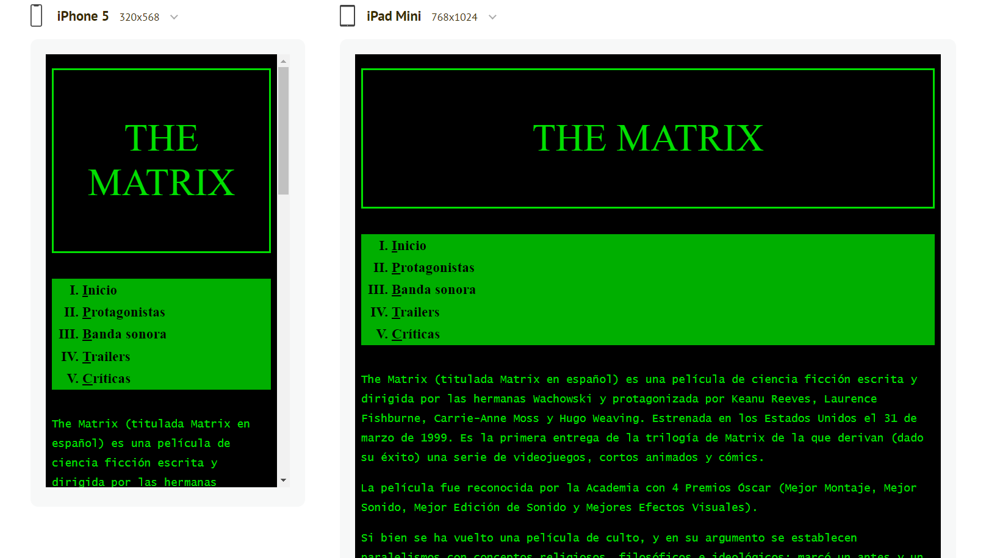 iPhone 5 320x568
THE
MATRIX
I. Inicio
II. Protagonistas
III. Banda sonora
IV. Trailers
V. Críticas
The Matrix (titulada Matrix en
español) es una película de
ciencia ficción escrita y
dirigida por las hermanas
iPad Mini 768x1024
THE MATRIX
I. Inicio
II. Protagonistas
III. Banda sonora
IV. Trailers
V. Críticas
The Matrix (titulada Matrix en español) es una película de ciencia ficción escrita y
dirigida por las hermanas Wachowski y protagonizada por Keanu Reeves, Laurence
Fishburne, Carrie-Anne Moss y Hugo Weaving. Estrenada en los Estados Unidos el 31 de
marzo de 1999. Es la primera entrega de la trilogía de Matrix de la que derivan (dado
su éxito) una serie de videojuegos, cortos animados y cómics.
La película fue reconocida por la Academia con 4 Premios Óscar (Mejor Montaje, Mejor
Sonido, Mejor Edición de Sonido y Mejores Efectos Visuales).
Si bien se ha vuelto una película de culto, y en su argumento se establecen
paralelismos con conceptos religiosos, filosóficos e ideológicos; marcó un antes y un